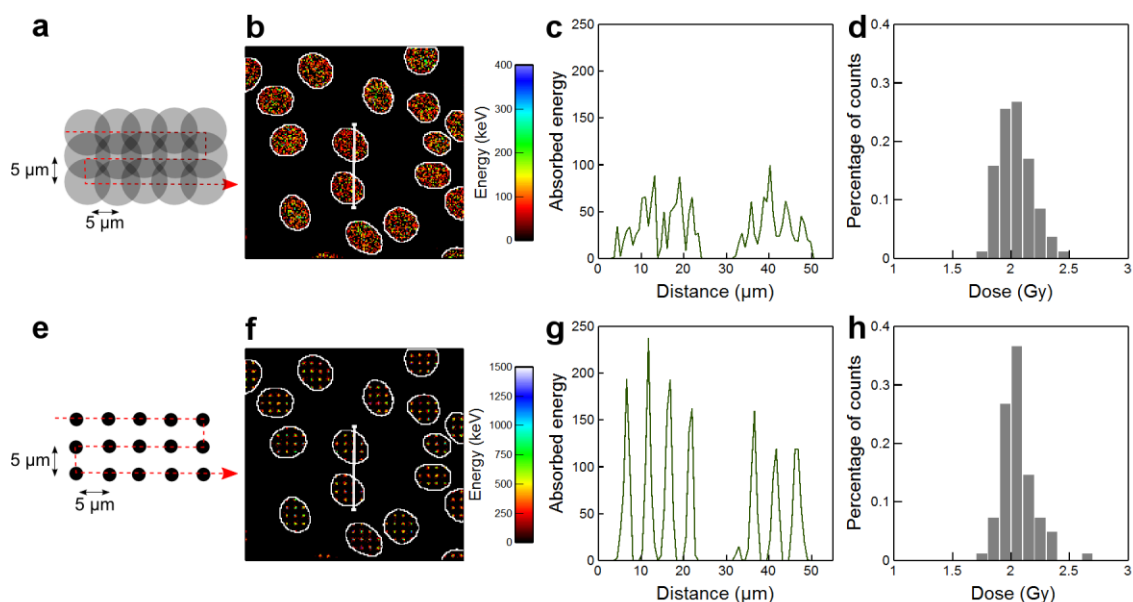 a
5 µm
5 µm
b
400
300
200
100
0
Energy (keV)
c
Absorbed energy
250
200
150
100
50
0
0 10 20 30 40 50
Distance (µm)
d
Percentage of counts
0.4
0.3
0.2
0.1
0
1 1.5 2 2.5 3
Dose (Gy)
e
5 µm
5 µm
f
1500
1250
1000
750
500
250
0
Energy (keV)
g
Absorbed energy
250
200
150
100
50
0
0 10 20 30 40 50
Distance (µm)
h
Percentage of counts
0.4
0.3
0.2
0.1
0
1 1.5 2 2.5 3
Dose (Gy)